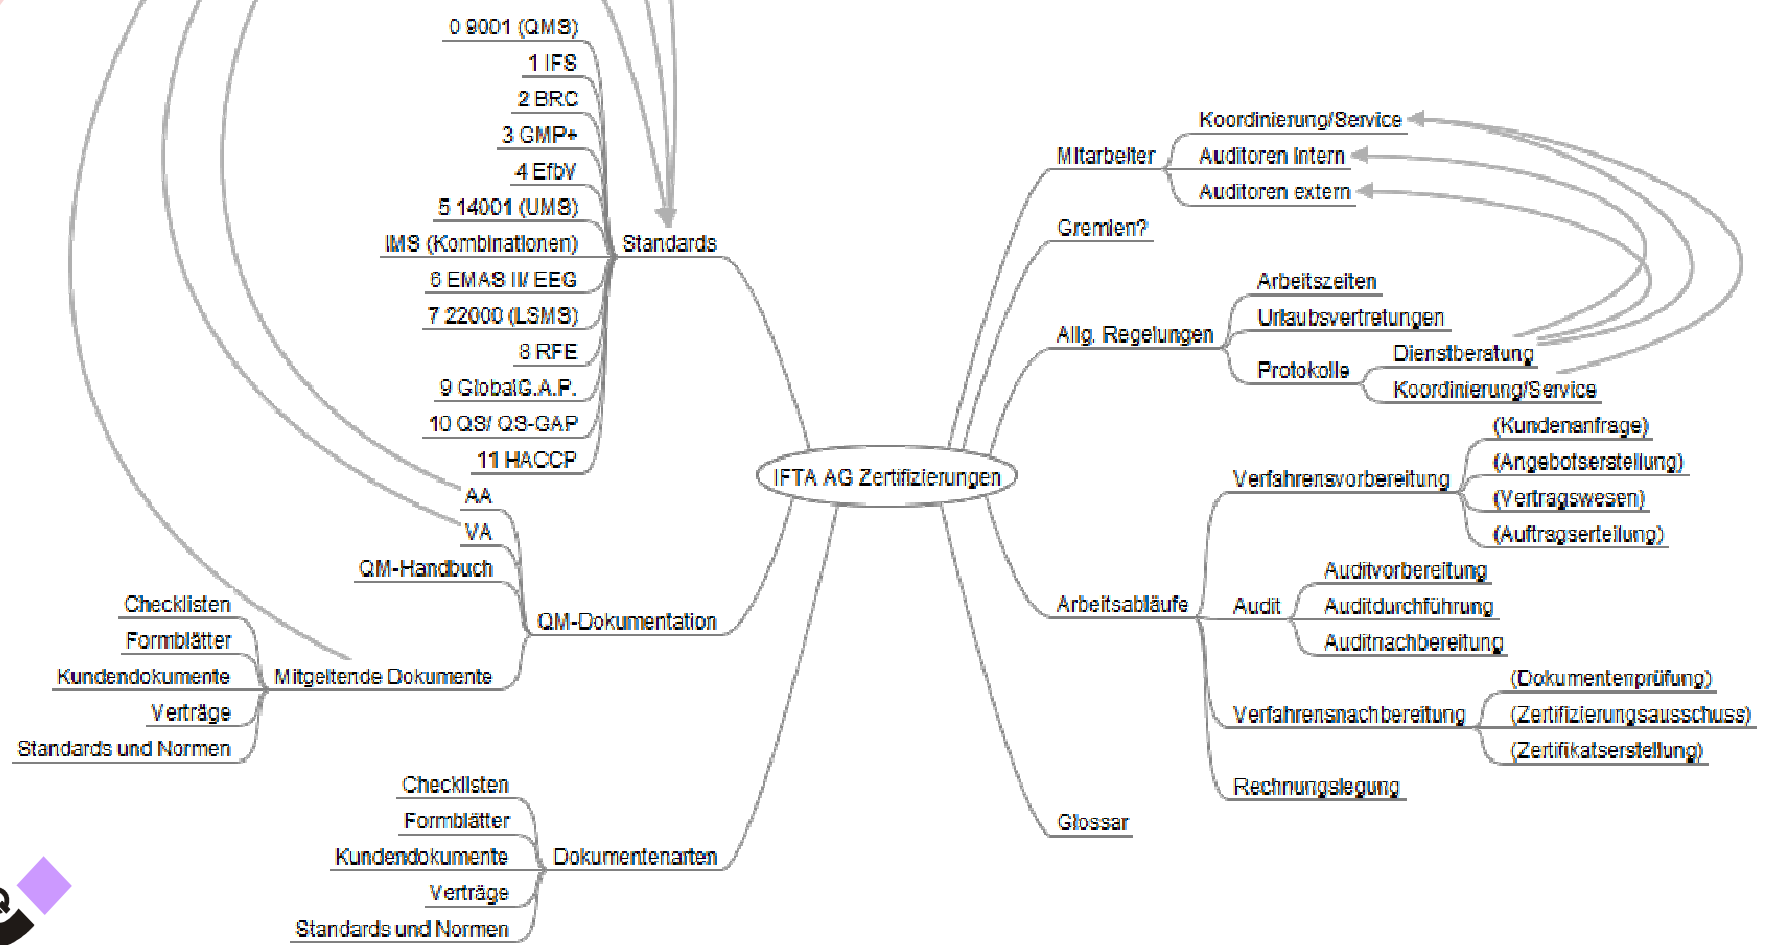 0 9001 (QMS)
1 IFS
2 BRC
3 GMP+
4 EfbV
5 14001 (UMS)
IMS (Kombinationen)
6 EMAS II/ EEG
7 22000 (LSMS)
8 RFE
9 GlobalG.A.P.
10 QS/ QS-GAP
11 HACCP
Standards
AA
VA
QM-Handbuch
QM-Dokumentation
Checklisten
Formblätter
Kundendokumente
Verträge
Standards und Normen
Mitgeltende Dokumente
Checklisten
Formblätter
Kundendokumente
Verträge
Standards und Normen
Dokumentenarten
IFTA AG Zertifizierungen
Mitarbeiter
Koordinierung/Service
Auditoren intern
Auditoren extern
Gremien?
Allg. Regelungen
Arbeitszeiten
Urlaubsvertretungen
Protokolle
Dienstberatung
Koordinierung/Service
Arbeitsabläufe
Verfahrensvorbereitung
(Kundenanfrage)
(Angebotserstellung)
(Vertragswesen)
(Auftragserteilung)
Audit
Auditvorbereitung
Auditdurchführung
Auditnachbereitung
Verfahrensnachbereitung
(Dokumentenprüfung)
(Zertifizierungsausschuss)
(Zertifikatserstellung)
Rechnungslegung
Glossar